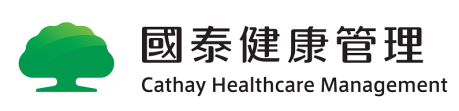 國泰健康管理
Cathay Healthcare Management